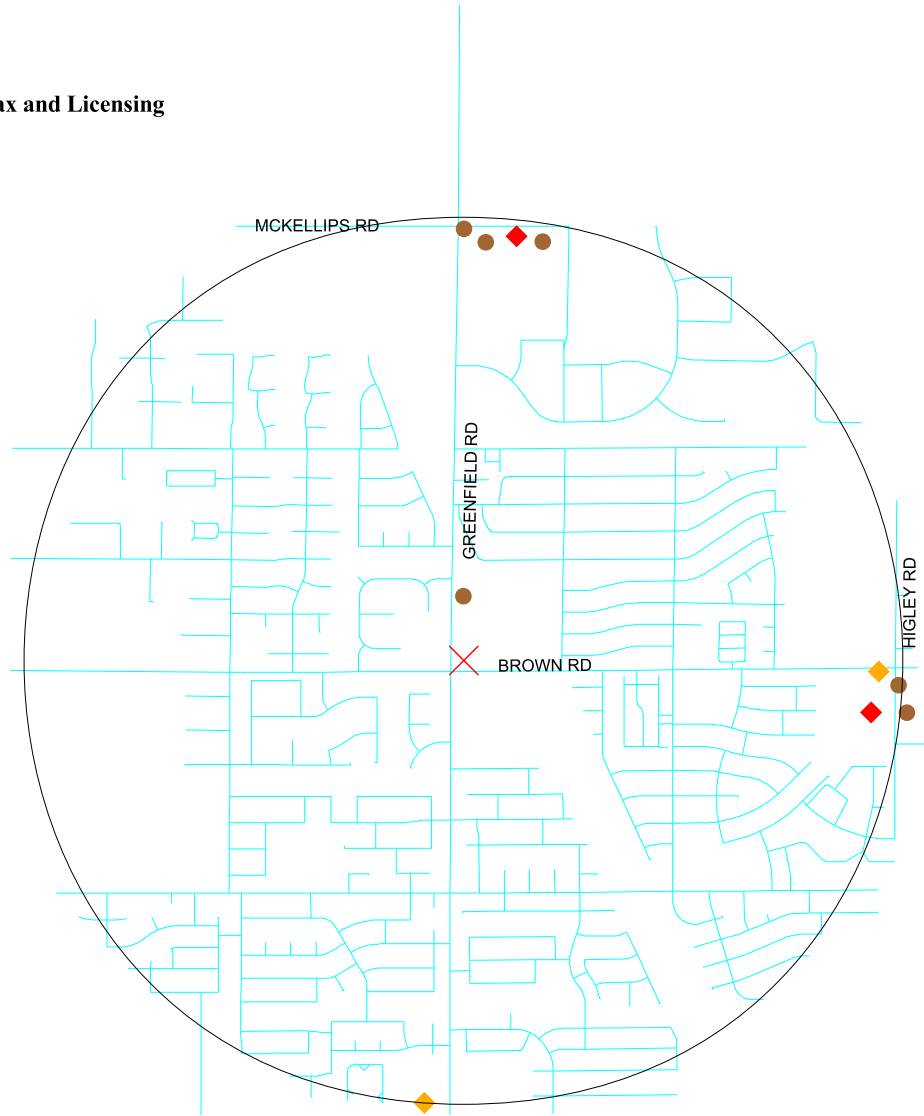 ax and Licensing
MCKELLIPS RD
GREENFIELD RD
HIGLEY RD
BROWN RD